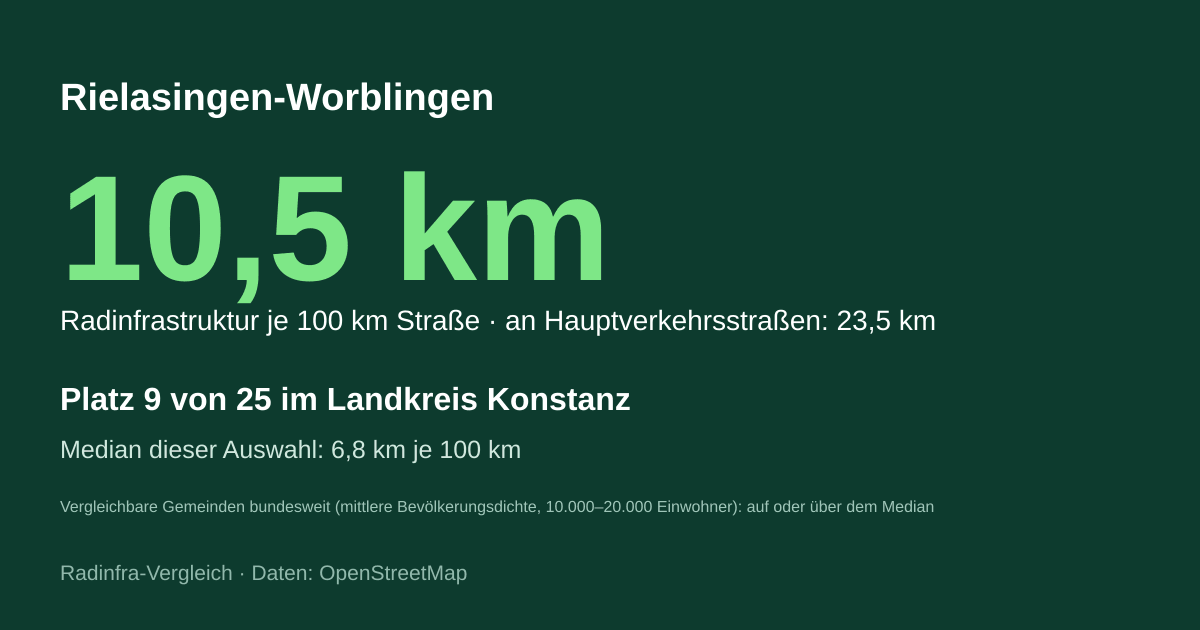 Rielasingen-Worblingen
10,5 km
Radinfrastruktur je 100 km Straße · an Hauptverkehrsstraßen: 23,5 km
Platz 9 von 25 im Landkreis Konstanz
Median dieser Auswahl: 6,8 km je 100 km
Vergleichbare Gemeinden bundesweit (mittlere Bevölkerungsdichte, 10.000–20.000 Einwohner): auf oder über dem Median
Radinfra-Vergleich · Daten: OpenStreetMap